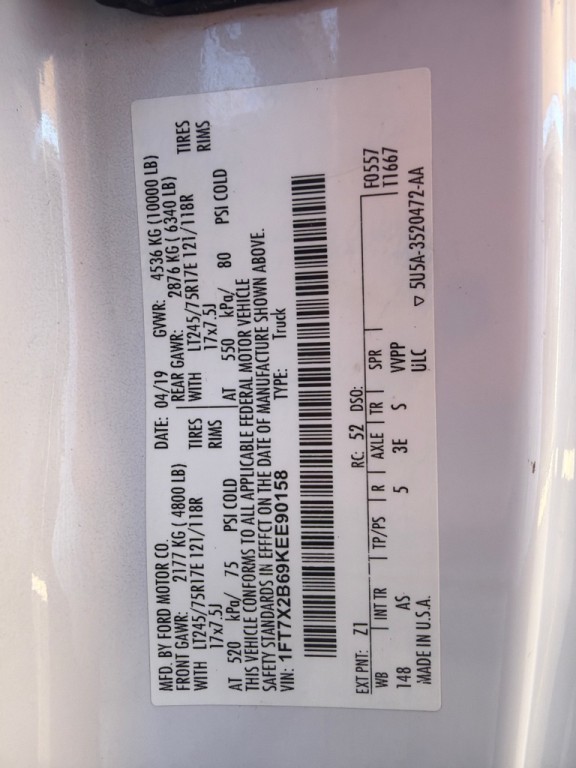 MFD. BY FORD MOTOR CO.
DATE: 04/19 GVWR: 4536 KG (10000 LB)
FRONT GAWR: 2177 KG ( 4800 LB) REAR GAWR: 2876 KG ( 6340 LB)
WITH LT245/75R17E 121/118R TIRES WITH LT245/75R17E 121/118R TIRES
17x7.5J RIMS 17x7.5J RIMS
AT 520 kPa/ 75 PSI COLD AT 550 kPa/ 80 PSI COLD
THIS VEHICLE CONFORMS TO ALL APPLICABLE FEDERAL MOTOR VEHICLE
SAFETY STANDARDS IN EFFECT ON THE DATE OF MANUFACTURE SHOWN ABOVE.
VIN: 1FT7X2B69KEE90158 TYPE: Truck
EXT PNT: Z1 RC: 52 DSO: F0557
WB INT TR TP/PS R AXLE TR SPR T1667
148 AS 5 3E S VVPP
MADE IN U.S.A. ULC ▽ 5U5A-3520472-AA